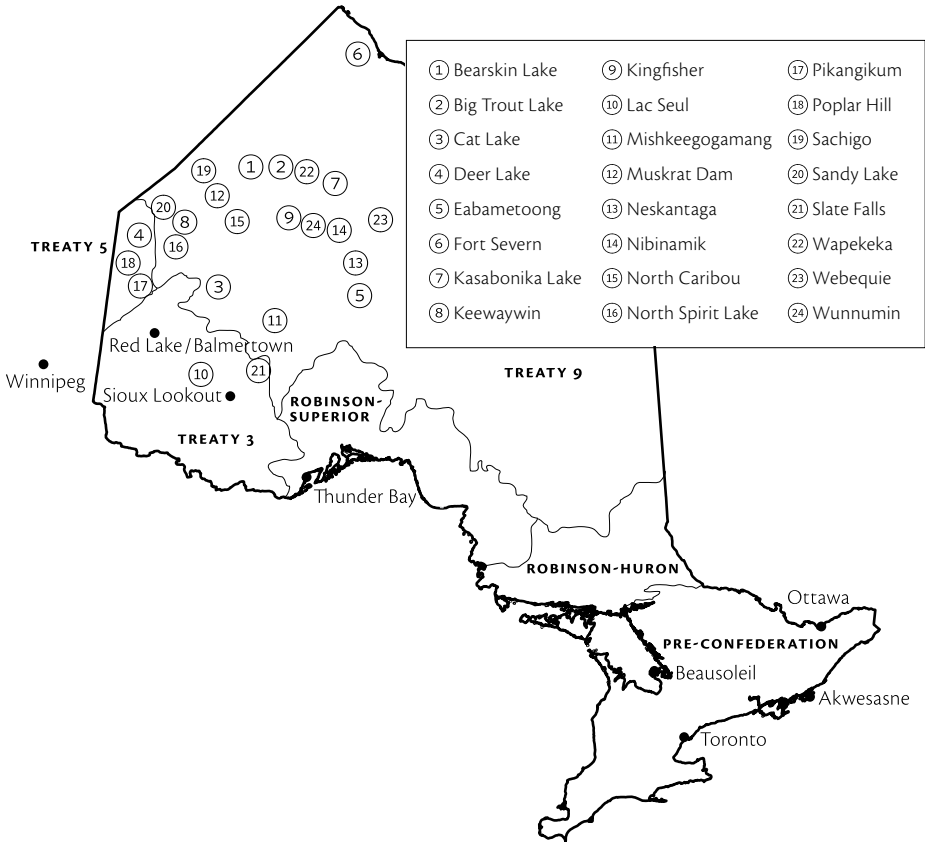 6
1 Bearskin Lake
2 Big Trout Lake
3 Cat Lake
4 Deer Lake
5 Eabametoong
6 Fort Severn
7 Kasabonika Lake
8 Keewaywin
9 Kingfisher
10 Lac Seul
11 Mishkeegogamang
12 Muskrat Dam
13 Neskantaga
14 Nibinamik
15 North Caribou
16 North Spirit Lake
17 Pikangikum
18 Poplar Hill
19 Sachigo
20 Sandy Lake
21 Slate Falls
22 Wapekeka
23 Webequie
24 Wunnumin
19
1
2
22
7
12
20
8
15
9
24
14
23
4
16
TREATY 5
18
13
17
3
5
11
Red Lake/Balmertown
Winnipeg
10
21
Sioux Lookout
TREATY 9
ROBINSON-
SUPERIOR
TREATY 3
Thunder Bay
ROBINSON-HURON
Ottawa
PRE-CONFEDERATION
Beausoleil
Akwesasne
Toronto